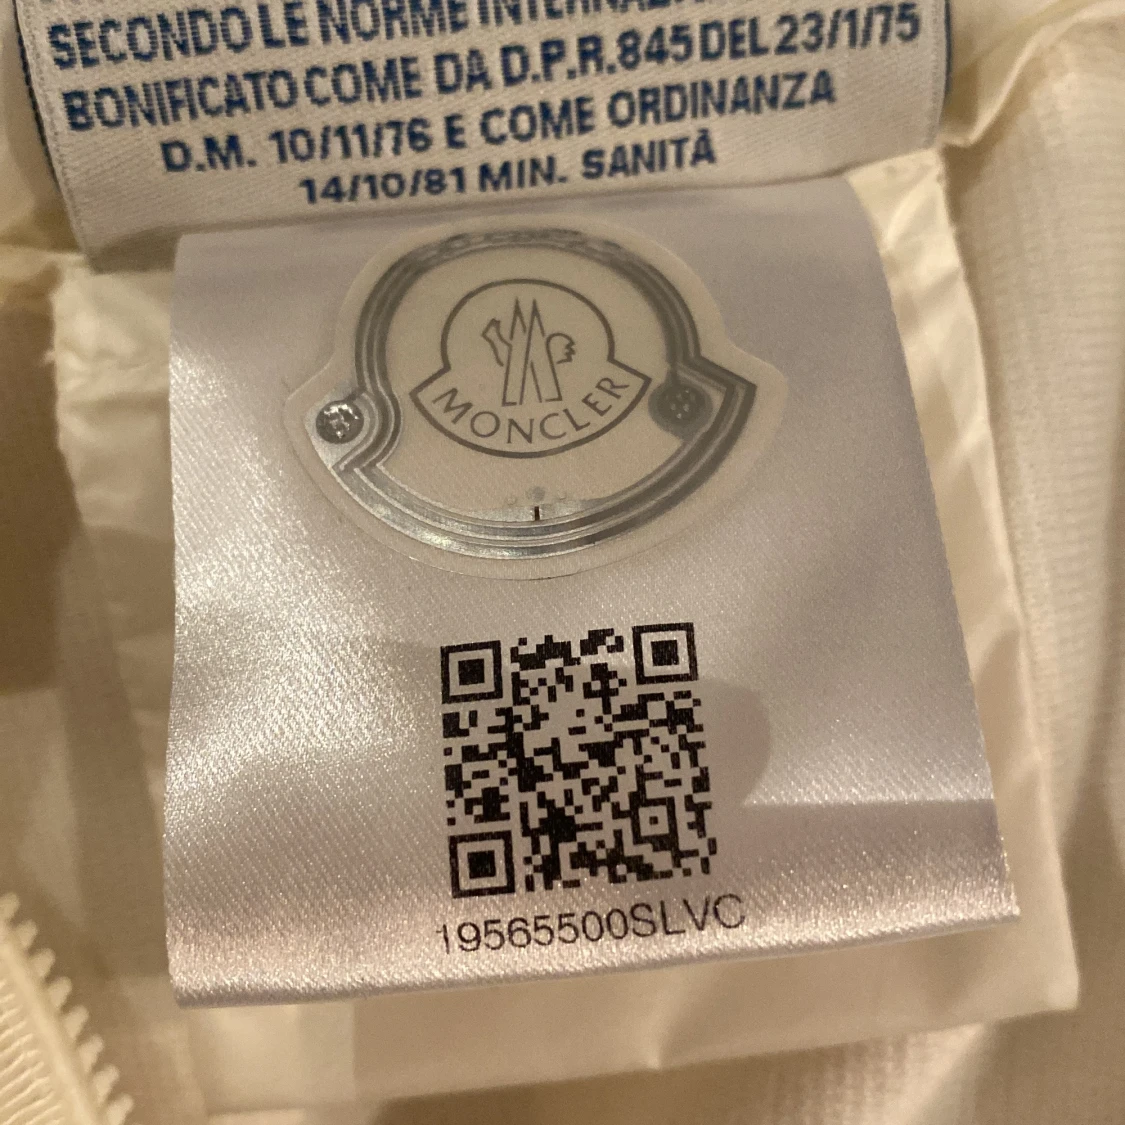 SECONDO LE NORME
BONIFICATO COME DA D.P.R.845 DEL 23/1/75
D.M. 10/11/76 E COME ORDINANZA
14/10/81 MIN. SANITÀ
MONCLER
19565500SLVC